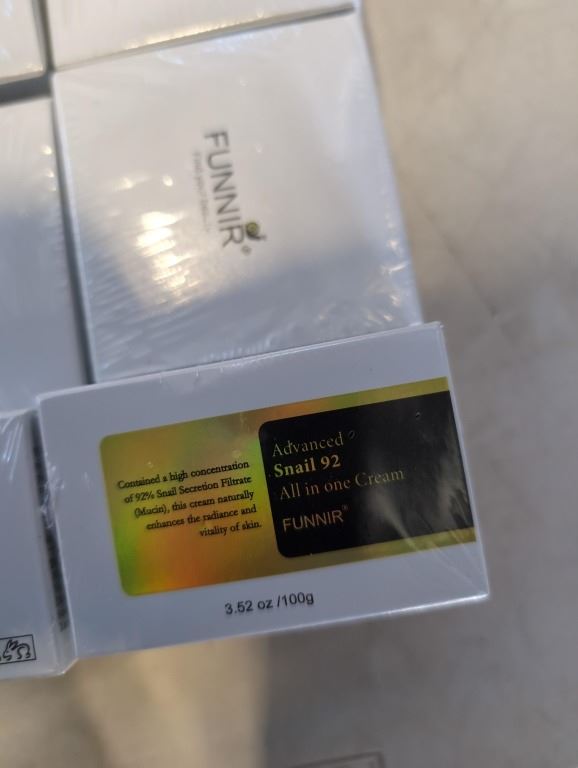 FUNNIR®
Advanced
Snail 92
All in one Cream
FUNNIR®
Contained a high concentration
of 92% Snail Secretion Filtrate
(Mucin), this cream naturally
enhances the radiance and
vitality of skin.
3.52 oz /100g